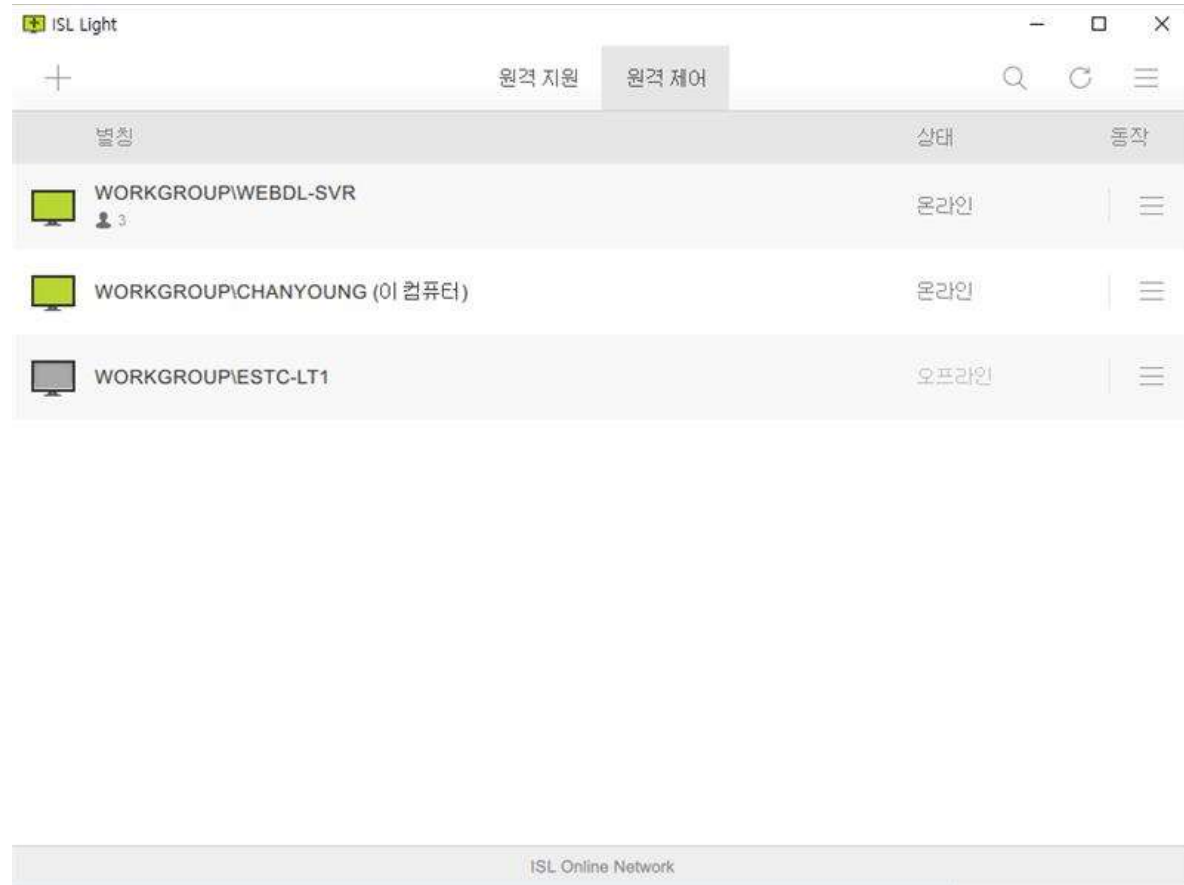 ISL Light
원격 지원 원격 제어
별칭 상태 동작
WORKGROUP\WEBDL-SVR 온라인
3
WORKGROUP\CHANYOUNG (이 컴퓨터) 온라인
WORKGROUP\ESTC-LT1 오프라인
ISL Online Network